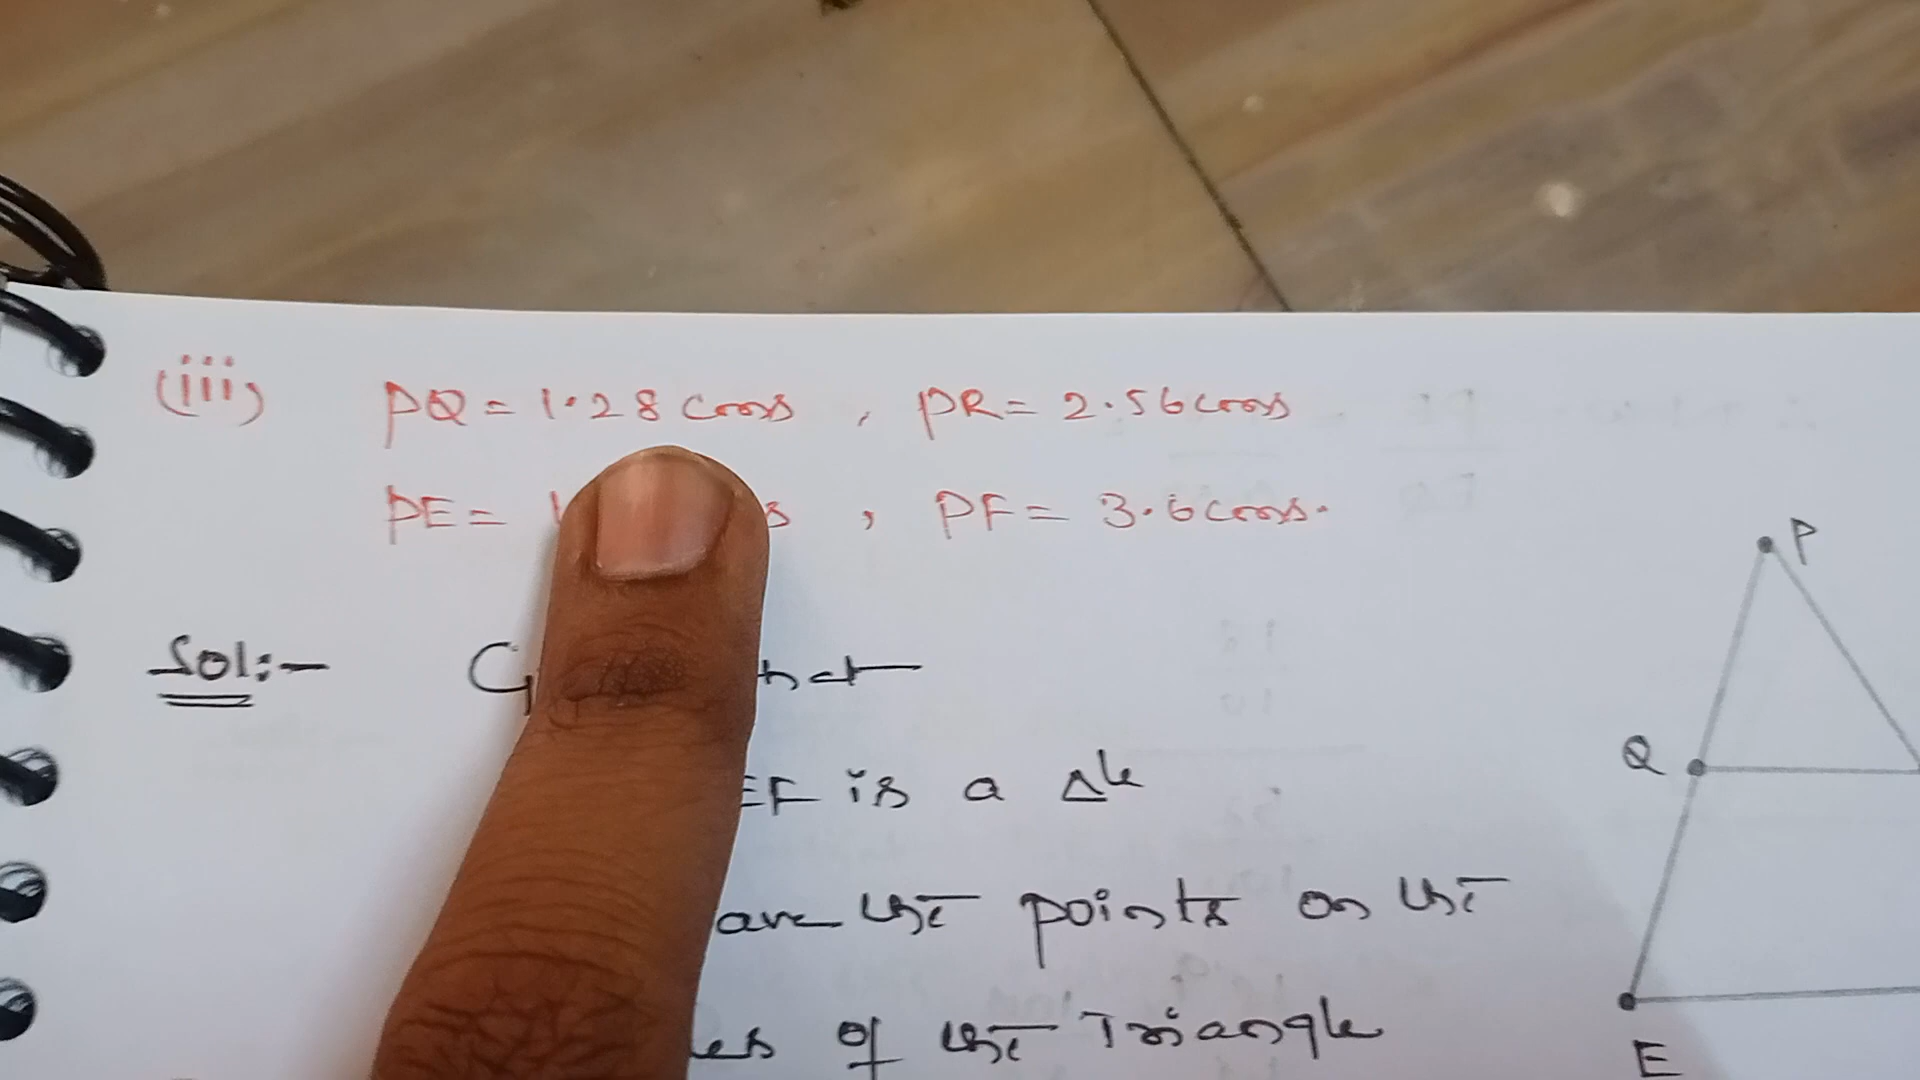 (iii) PQ = 1.28 cms, PR = 2.56 cms
PE = , PF = 3.6 cms.
Sol:-
is a Δle
are the points on the
of the Triangle
P
Q
E